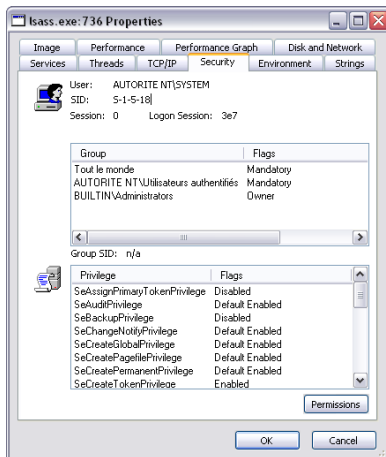 lsass.exe:736 Properties
Image Performance Performance Graph Disk and Network
Services Threads TCP/IP Security Environment Strings
User: AUTORITE NT\SYSTEM
SID: S-1-5-18
Session: 0 Logon Session: 3e7
Group Flags
Tout le monde Mandatory
AUTORITE NT\Utilisateurs authentifiés Mandatory
BUILTIN\Administrators Owner
Group SID: n/a
Privilege Flags
SeAssignPrimaryTokenPrivilege Disabled
SeAuditPrivilege Default Enabled
SeBackupPrivilege Disabled
SeChangeNotifyPrivilege Default Enabled
SeCreateGlobalPrivilege Default Enabled
SeCreatePagefilePrivilege Default Enabled
SeCreatePermanentPrivilege Default Enabled
SeCreateTokenPrivilege Enabled
Permissions
OK Cancel